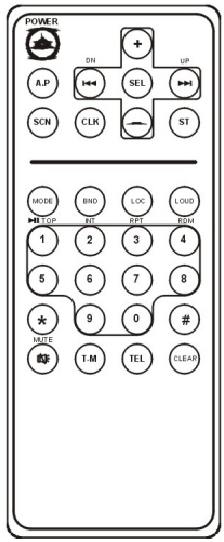 POWER
+
DN UP
A.P SEL
SCN CLK ST
MODE BND LOC LOUD
TOP INT RPT RDM
1 2 3 4
5 6 7 8
* 9 0 #
MUTE
T-M TEL CLEAR